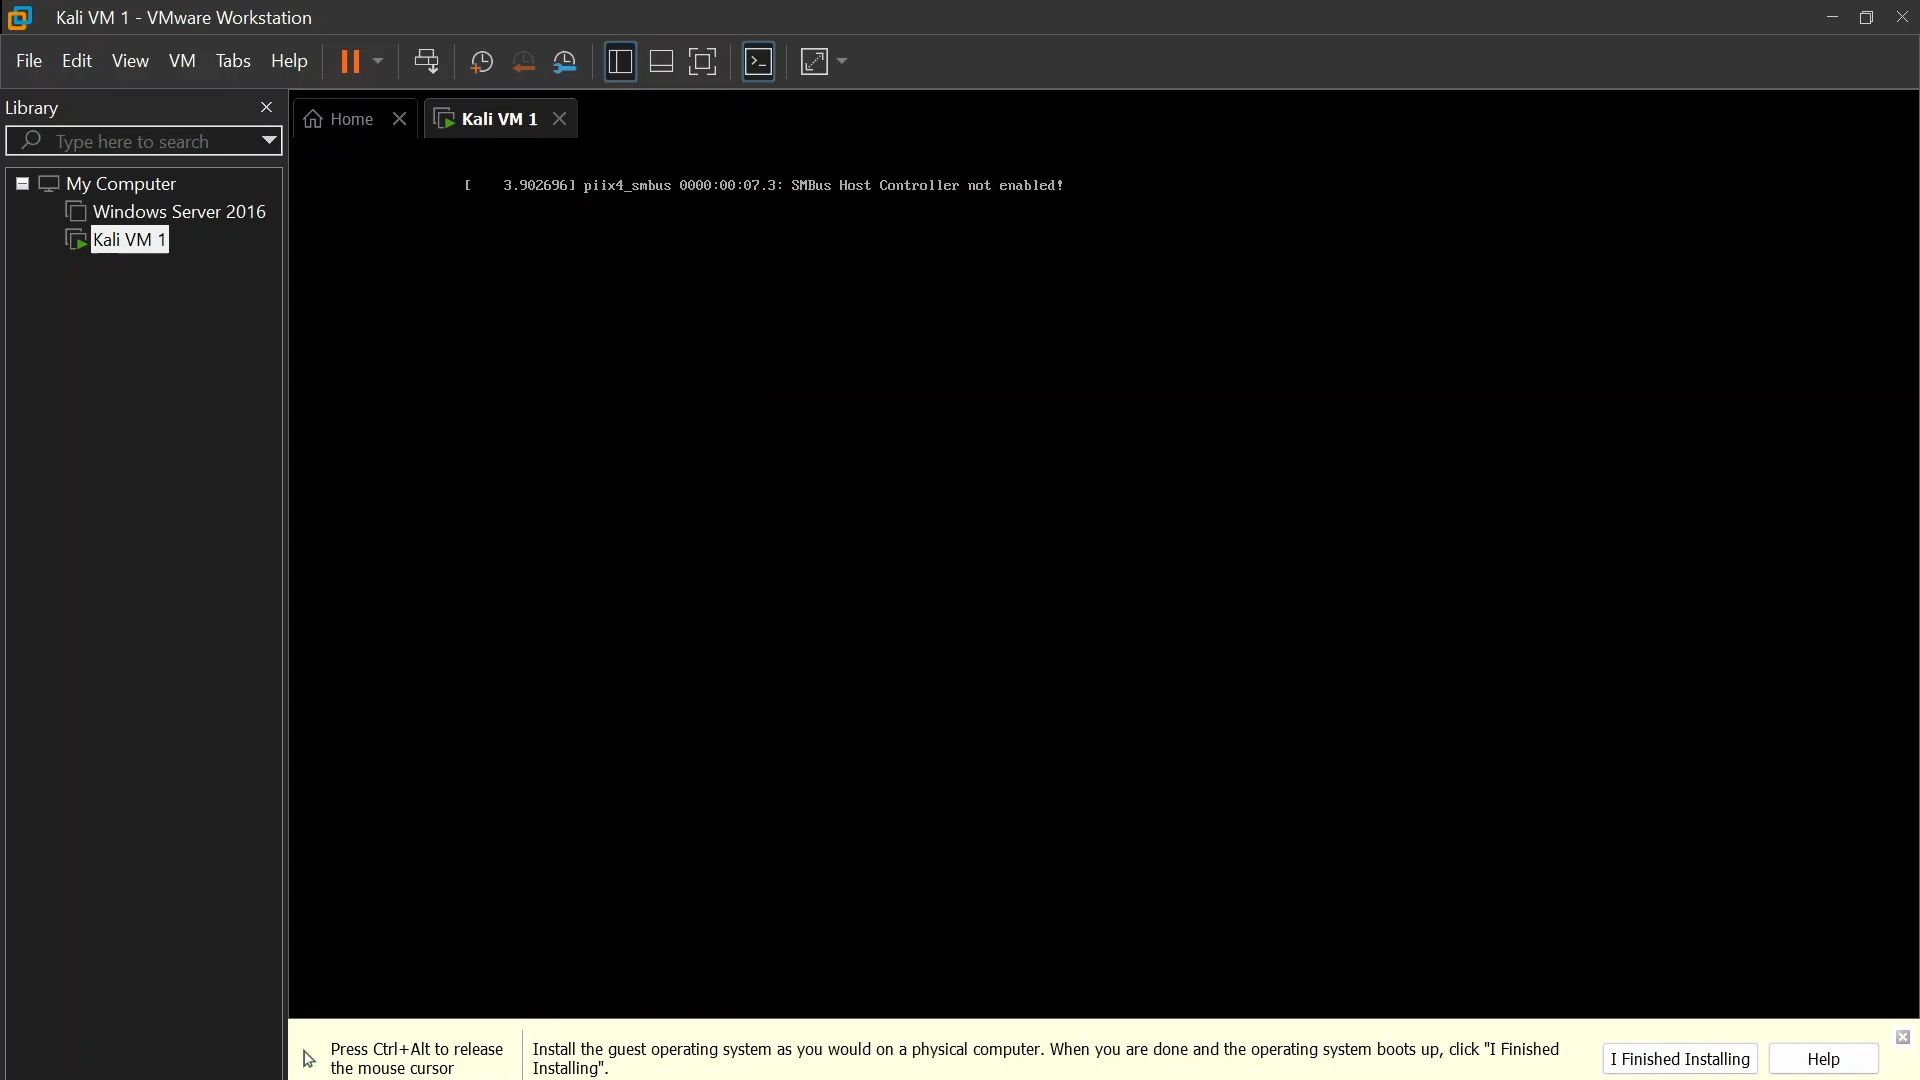 Kali VM 1 - VMware Workstation
File Edit View VM Tabs Help
Library
Home
Kali VM 1
Type here to search
My Computer
Windows Server 2016
Kali VM 1
[    3.902696] piix4_smbus 0000:00:07.3: SMBus Host Controller not enabled!
Press Ctrl+Alt to release
the mouse cursor
Install the guest operating system as you would on a physical computer. When you are done and the operating system boots up, click "I Finished
Installing".
I Finished Installing
Help